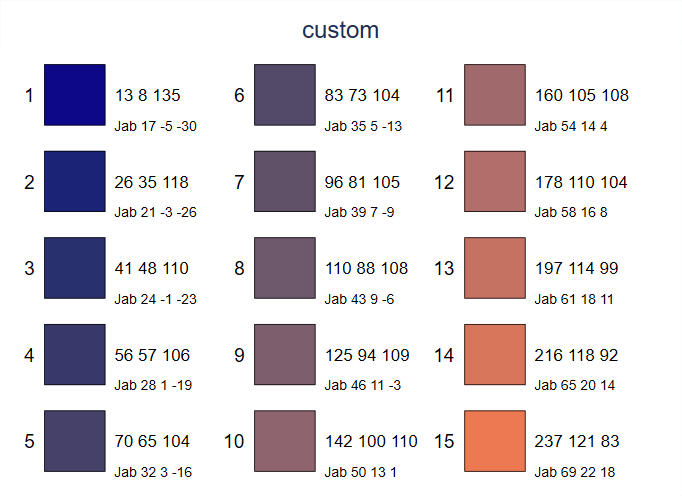 custom
1
13 8 135
Jab 17 -5 -30
2
26 35 118
Jab 21 -3 -26
3
41 48 110
Jab 24 -1 -23
4
56 57 106
Jab 28 1 -19
5
70 65 104
Jab 32 3 -16
6
83 73 104
Jab 35 5 -13
7
96 81 105
Jab 39 7 -9
8
110 88 108
Jab 43 9 -6
9
125 94 109
Jab 46 11 -3
10
142 100 110
Jab 50 13 1
11
160 105 108
Jab 54 14 4
12
178 110 104
Jab 58 16 8
13
197 114 99
Jab 61 18 11
14
216 118 92
Jab 65 20 14
15
237 121 83
Jab 69 22 18